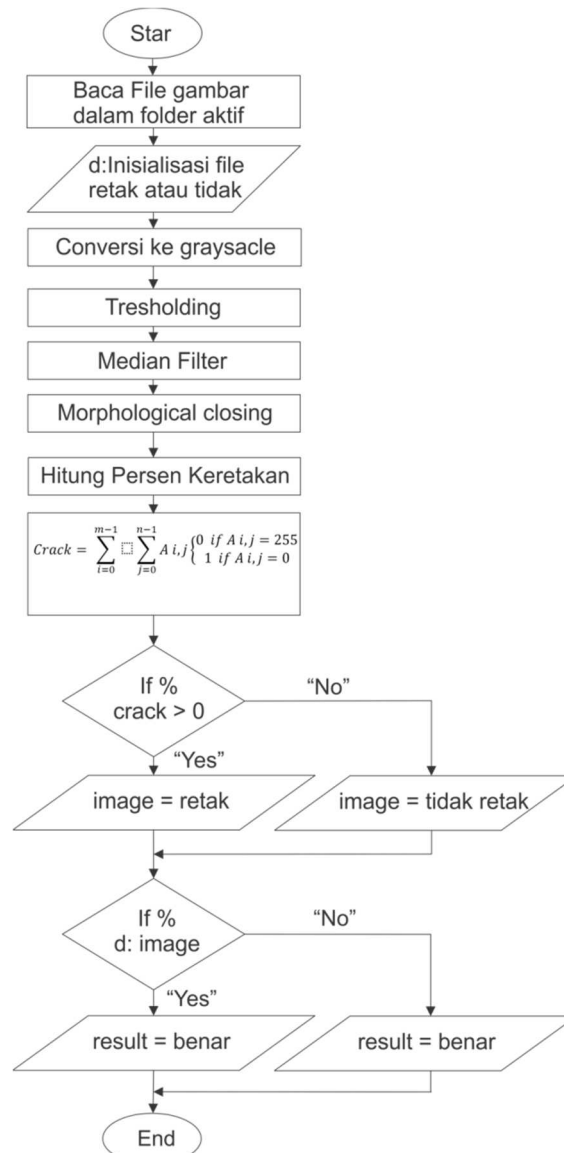 Star
Baca File gambar
dalam folder aktif
d:Inisialisasi file
retak atau tidak
Conversi ke graysacle
Tresholding
Median Filter
Morphological closing
Hitung Persen Keretakan
Crack = ∑_{i=0}^{m−1} ⬚ ∑_{j=0}^{n−1} A i,j {0 if A i,j = 255
1 if A i,j = 0
If %
crack > 0
“No”
“Yes”
image = retak
image = tidak retak
If %
d: image
“No”
“Yes”
result = benar
result = benar
End